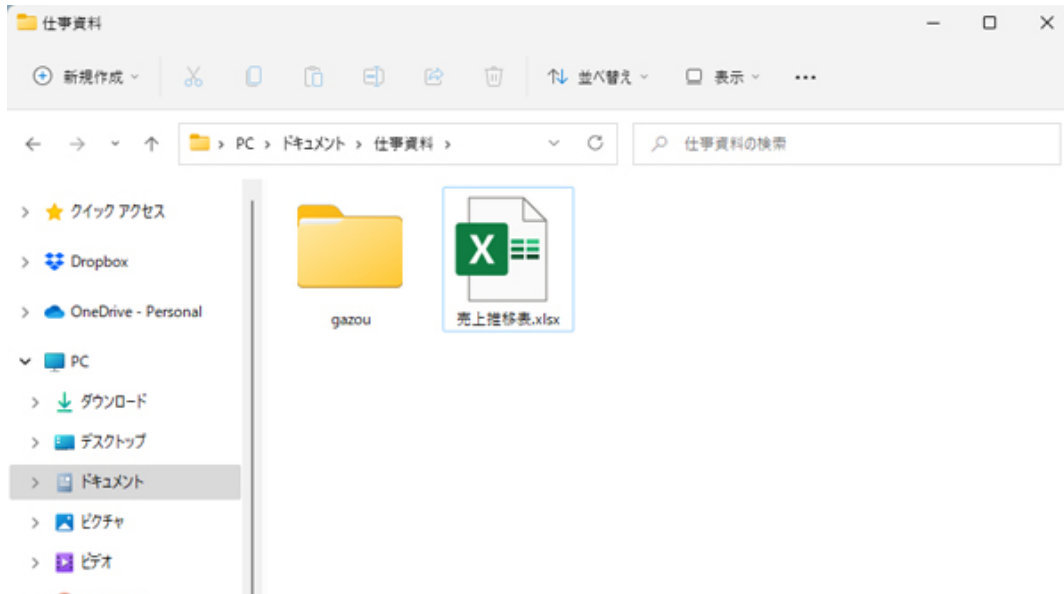 仕事資料
新規作成
並べ替え
表示
PC > ドキュメント > 仕事資料 >
仕事資料の検索
クイック アクセス
Dropbox
OneDrive - Personal
PC
ダウンロード
デスクトップ
ドキュメント
ピクチャ
ビデオ
gazou
売上推移表.xlsx